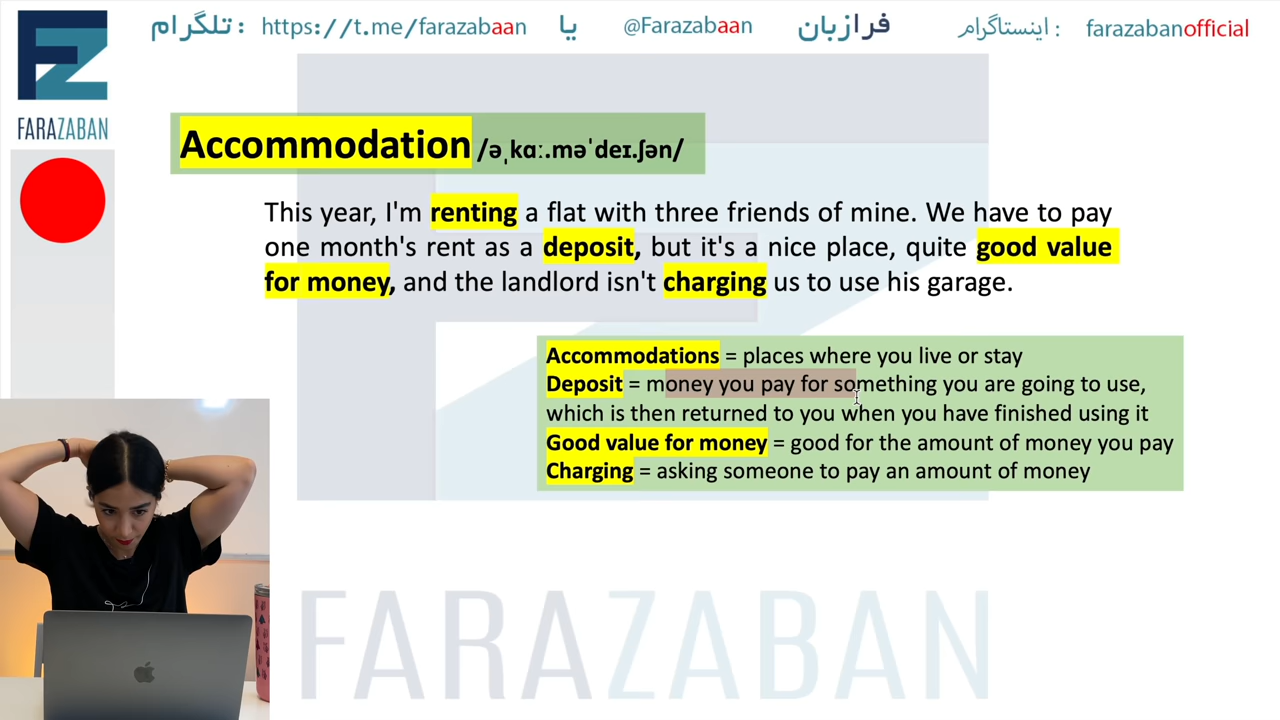 تلگرام : https://t.me/farazabaan یا @Farazabaan فرازبان اینستاگرام : farazabanofficial
FZ
FARAZABAN
Accommodation /əˌkɑː.məˈdeɪ.ʃən/
This year, I'm renting a flat with three friends of mine. We have to pay
one month's rent as a deposit, but it's a nice place, quite good value
for money, and the landlord isn't charging us to use his garage.
Accommodations = places where you live or stay
Deposit = money you pay for something you are going to use,
which is then returned to you when you have finished using it
Good value for money = good for the amount of money you pay
Charging = asking someone to pay an amount of money
FARAZABAN